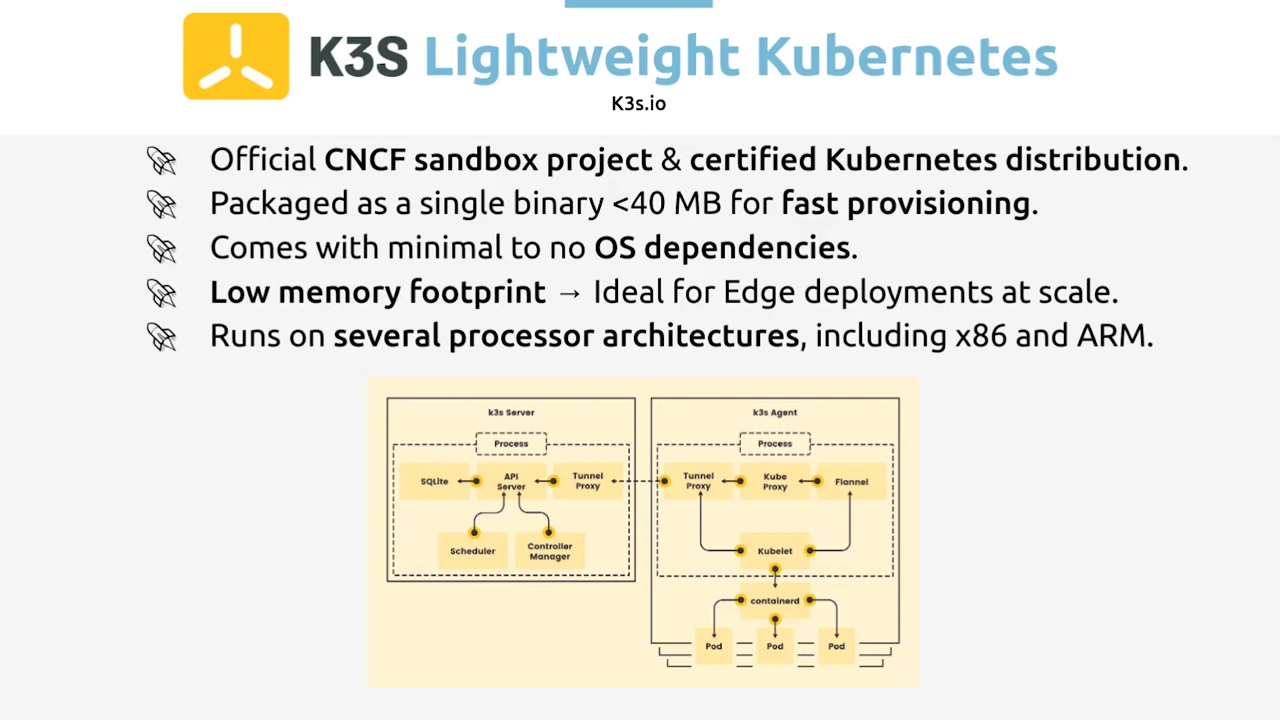 K3S Lightweight Kubernetes
K3s.io
Official CNCF sandbox project & certified Kubernetes distribution.
Packaged as a single binary <40 MB for fast provisioning.
Comes with minimal to no OS dependencies.
Low memory footprint → Ideal for Edge deployments at scale.
Runs on several processor architectures, including x86 and ARM.
k3s Server
Process
SQLite
API
Server
Tunnel
Proxy
Scheduler
Controller
Manager
k3s Agent
Process
Tunnel
Proxy
Kube
Proxy
Flannel
Kubelet
containerd
Pod
Pod
Pod